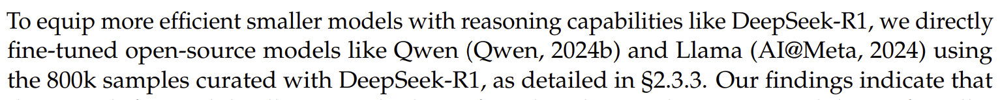 To equip more efficient smaller models with reasoning capabilities like DeepSeek-R1, we directly
fine-tuned open-source models like Qwen (Qwen, 2024b) and Llama (AI@Meta, 2024) using
the 800k samples curated with DeepSeek-R1, as detailed in §2.3.3. Our findings indicate that